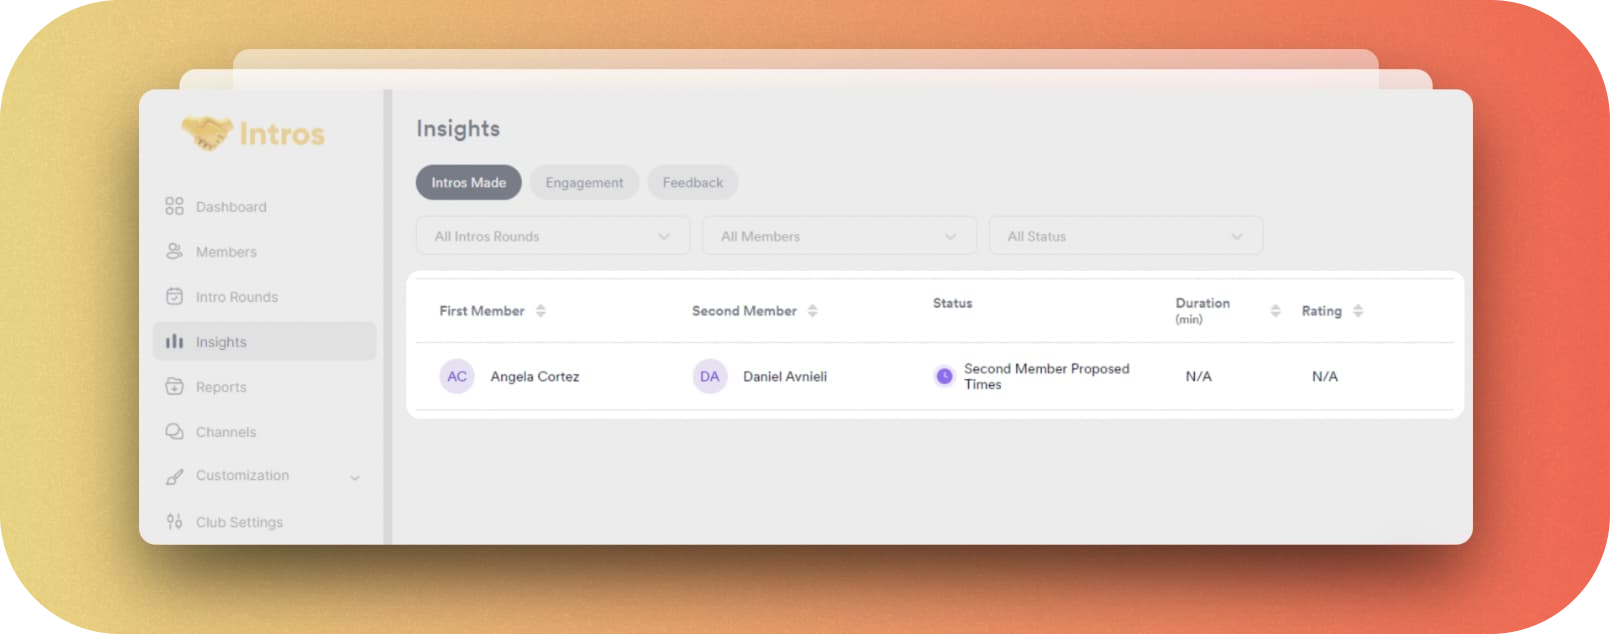 Intros
Dashboard
Members
Intro Rounds
Insights
Reports
Channels
Customization
Club Settings
Insights
Intros Made
Engagement
Feedback
All Intros Rounds
All Members
All Status
First Member
Second Member
Status
Duration
(min)
Rating
AC
Angela Cortez
DA
Daniel Avnieli
Second Member Proposed
Times
N/A
N/A